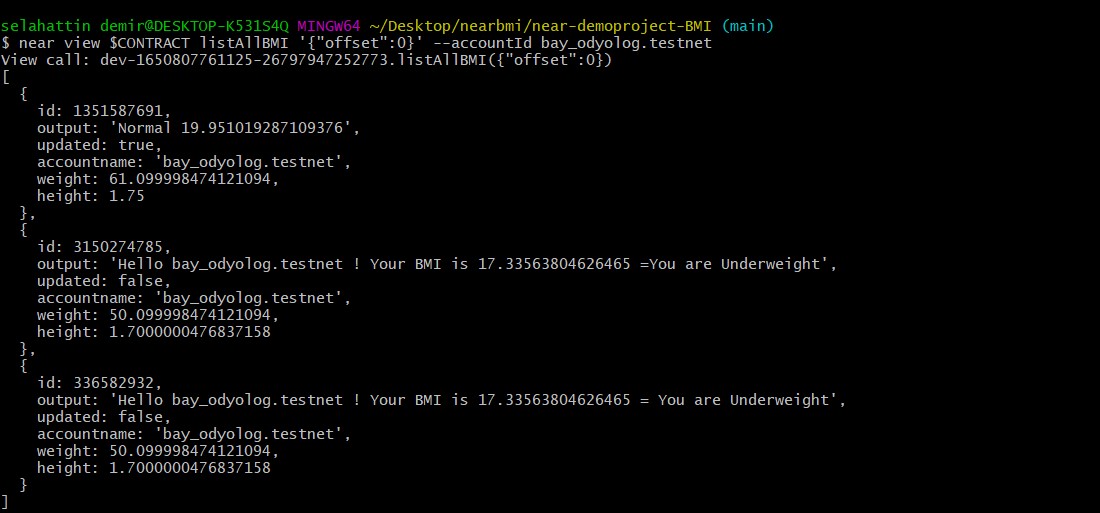 selahattin demir@DESKTOP-K531S4Q MINGW64 ~/Desktop/nearbmi/near-demoproject-BMI (main)
$ near view $CONTRACT listAllBMI '{"offset":0}' --accountId bay_odyolog.testnet
View call: dev-1650807761125-26797947252773.listAllBMI({"offset":0})
[
  {
    id: 1351587691,
    output: 'Normal 19.951019287109376',
    updated: true,
    accountname: 'bay_odyolog.testnet',
    weight: 61.099998474121094,
    height: 1.75
  },
  {
    id: 3150274785,
    output: 'Hello bay_odyolog.testnet ! Your BMI is 17.33563804626465 =You are Underweight',
    updated: false,
    accountname: 'bay_odyolog.testnet',
    weight: 50.099998474121094,
    height: 1.7000000476837158
  },
  {
    id: 336582932,
    output: 'Hello bay_odyolog.testnet ! Your BMI is 17.33563804626465 = You are Underweight',
    updated: false,
    accountname: 'bay_odyolog.testnet',
    weight: 50.099998474121094,
    height: 1.7000000476837158
  }
]